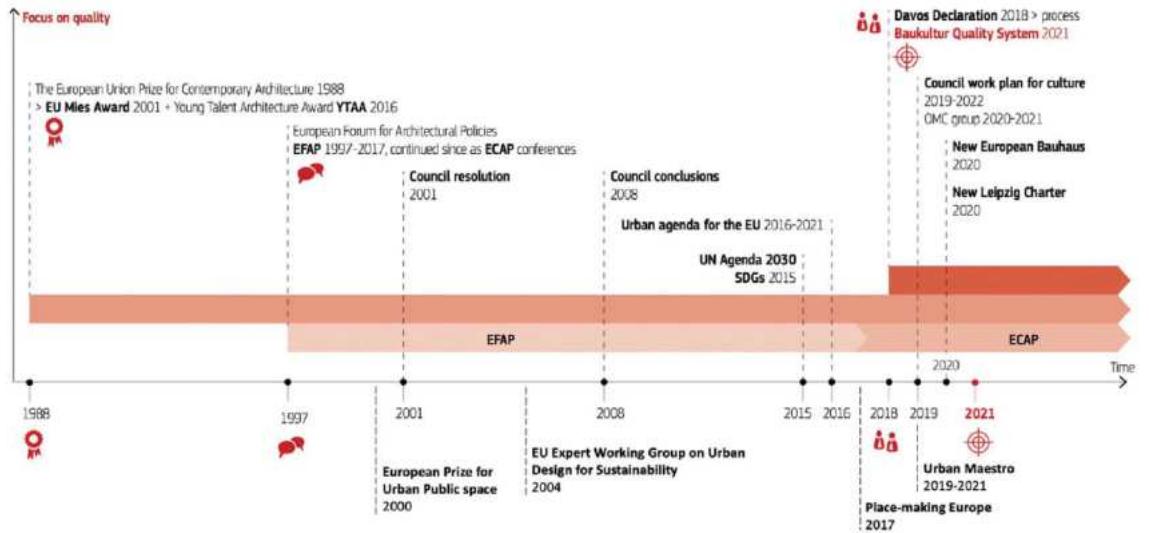 Focus on quality
Davos Declaration 2018 > process
Baukultur Quality System 2021
The European Union Prize for Contemporary Architecture 1988
> EU Mies Award 2001 + Young Talent Architecture Award YTAA 2016
Council work plan for culture
2019-2022
OMC group 2020-2021
European Forum for Architectural Policies
EFAP 1997-2017, continued since as ECAP conferences
New European Bauhaus
2020
Council resolution
2001
Council conclusions
2008
New Leipzig Charter
2020
Urban agenda for the EU 2016-2021
UN Agenda 2030
SDGs 2015
EFAP
ECAP
2020
Time
1988
1997
2001
2008
2015
2016
2018
2019
2021
European Prize for
Urban Public space
2000
EU Expert Working Group on Urban
Design for Sustainability
2004
Urban Maestro
2019-2021
Place-making Europe
2017